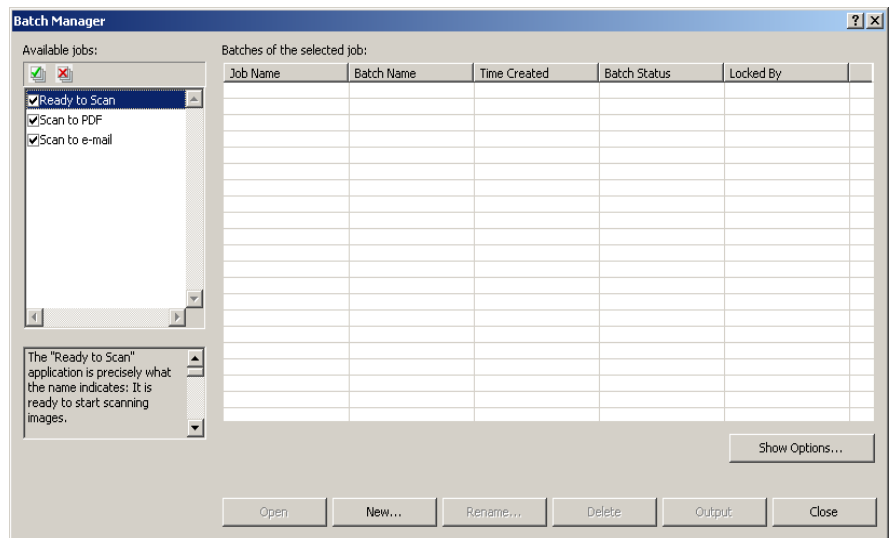 Batch Manager
Available jobs:
Ready to Scan
Scan to PDF
Scan to e-mail
The "Ready to Scan"
application is precisely what
the name indicates: It is
ready to start scanning
images.
Batches of the selected job:
Job Name Batch Name Time Created Batch Status Locked By
Show Options...
Open New... Rename... Delete Output Close